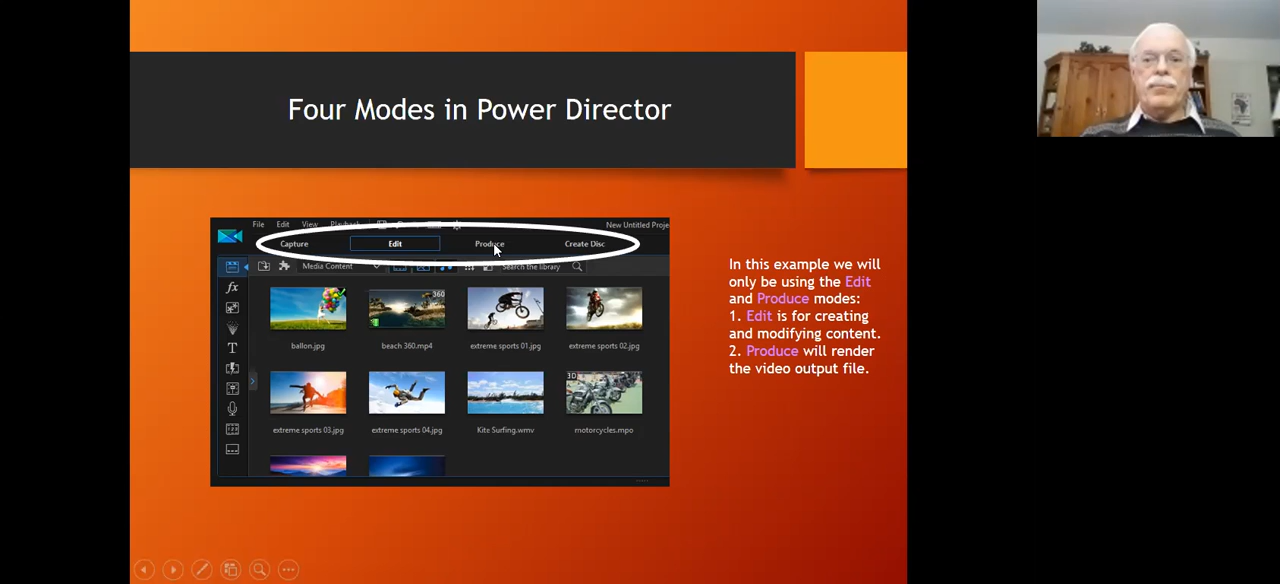 Four Modes in Power Director
File Edit View Playback New Untitled Proje
Capture Edit Produce Create Disc
Media Content Search the library
ballon.jpg beach 360.mp4 extreme sports 01.jpg extreme sports 02.jpg
360
3D
extreme sports 03.jpg extreme sports 04.jpg Kite Surfing.wmv motorcycles.mpo
In this example we will
only be using the Edit
and Produce modes:
1. Edit is for creating
and modifying content.
2. Produce will render
the video output file.